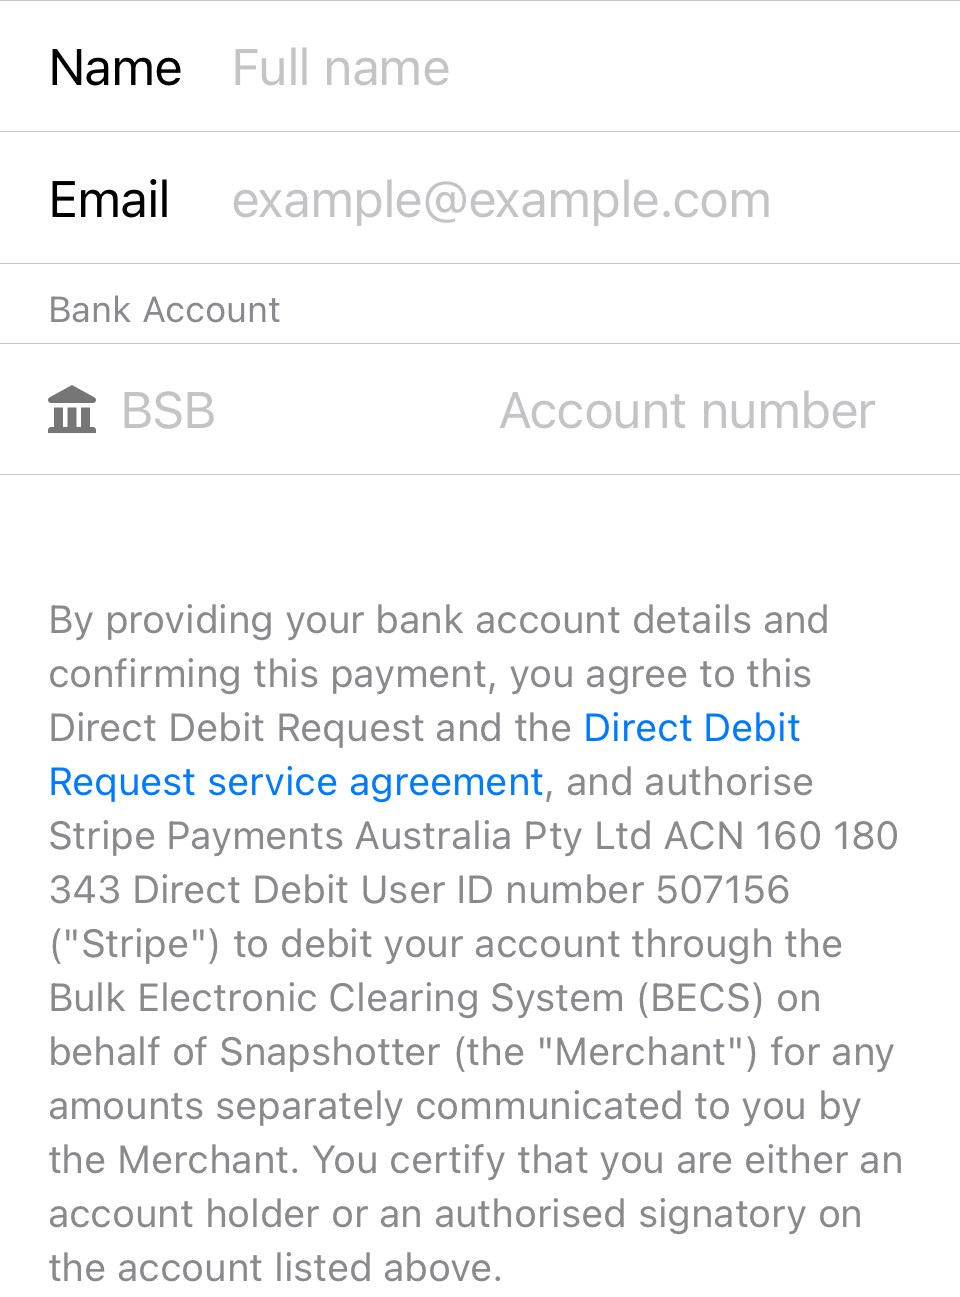 Name Full name
Email example@example.com
Bank Account
BSB Account number
By providing your bank account details and
confirming this payment, you agree to this
Direct Debit Request and the Direct Debit
Request service agreement, and authorise
Stripe Payments Australia Pty Ltd ACN 160 180
343 Direct Debit User ID number 507156
("Stripe") to debit your account through the
Bulk Electronic Clearing System (BECS) on
behalf of Snapshotter (the "Merchant") for any
amounts separately communicated to you by
the Merchant. You certify that you are either an
account holder or an authorised signatory on
the account listed above.